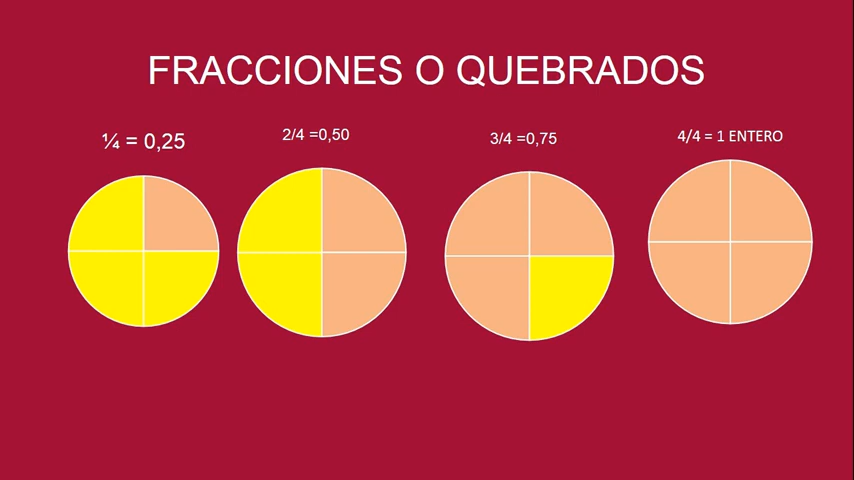 FRACCIONES O QUEBRADOS
¼ = 0,25
2/4 =0,50
3/4 =0,75
4/4 = 1 ENTERO